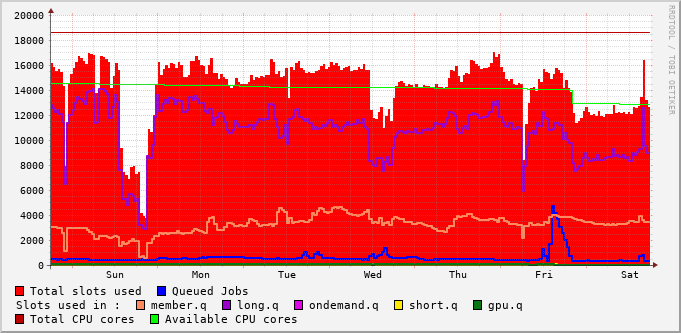 RRDTOOL / TOBI OETIKER
20000
18000
16000
14000
12000
10000
8000
6000
4000
2000
0
Sun Mon Tue Wed Thu Fri Sat
Total slots used Queued Jobs
Slots used in : member.q long.q ondemand.q short.q gpu.q
Total CPU cores Available CPU cores